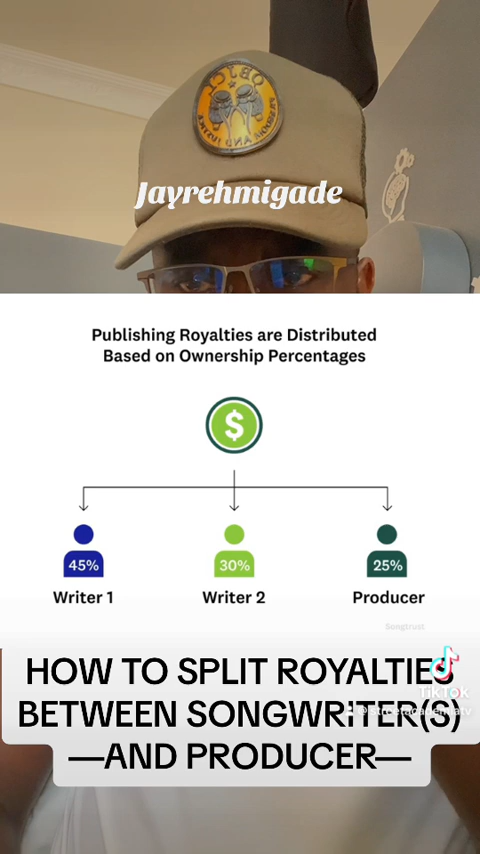 Jayrehmigade
Publishing Royalties are Distributed
Based on Ownership Percentages
$
45%
30%
25%
Writer 1
Writer 2
Producer
Songtrust
HOW TO SPLIT ROYALTIES
TikTok
BETWEEN SONGWRITER(S)
—AND PRODUCER—